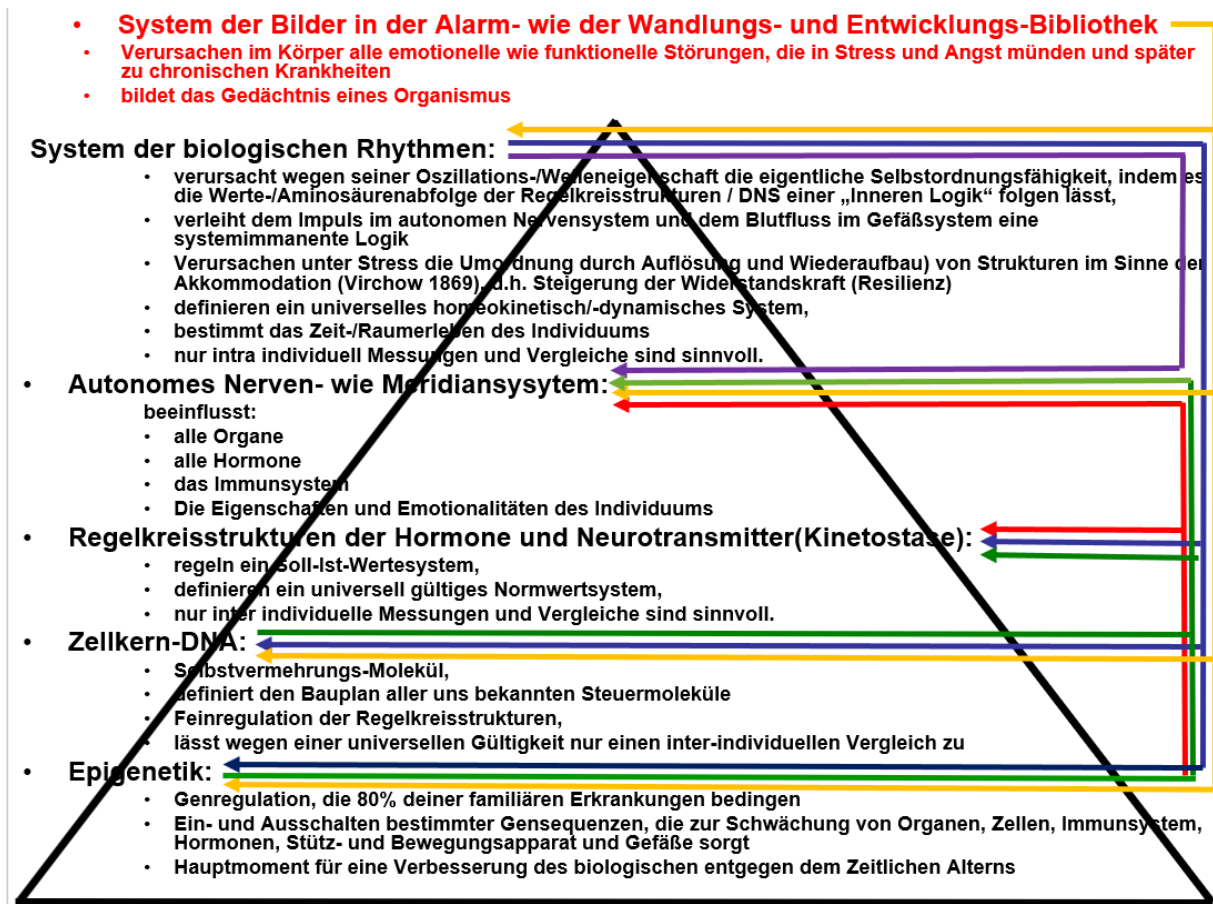 • System der Bilder in der Alarm- wie der Wandlungs- und Entwicklungs-Bibliothek
• Verursachen im Körper alle emotionelle wie funktionelle Störungen, die in Stress und Angst münden und später
zu chronischen Krankheiten
• bildet das Gedächtnis eines Organismus
System der biologischen Rhythmen:
• verursacht wegen seiner Oszillations-/Welleneigenschaft die eigentliche Selbstordnungsfähigkeit, indem es
die Werte-/Aminosäurenabfolge der Regelkreisstrukturen / DNS einer „Inneren Logik“ folgen lässt,
• verleiht dem Impuls im autonomen Nervensystem und dem Blutfluss im Gefäßsystem eine
systemimmanente Logik
• Verursachen unter Stress die Umordnung durch Auflösung und Wiederaufbau) von Strukturen im Sinne der
Akkommodation (Virchow 1869), d.h. Steigerung der Widerstandskraft (Resilienz)
• definieren ein universelles homöokinetisch/-dynamisches System,
• bestimmt das Zeit-/Raumerleben des Individuums
• nur intra individuell Messungen und Vergleiche sind sinnvoll.
• Autonomes Nerven- wie Meridiansysytem:
beeinflusst:
• alle Organe
• alle Hormone
• das Immunsystem
• Die Eigenschaften und Emotionalitäten des Individuums
• Regelkreisstrukturen der Hormone und Neurotransmitter(Kinetostase):
• regeln ein Soll-Ist-Wertesystem,
• definieren ein universell gültiges Normwertsystem,
• nur inter individuelle Messungen und Vergleiche sind sinnvoll.
• Zellkern-DNA:
• Selbstvermehrungs-Molekül,
• definiert den Bauplan aller uns bekannten Steuermoleküle
• Feinregulation der Regelkreisstrukturen,
• lässt wegen einer universellen Gültigkeit nur einen inter-individuellen Vergleich zu
• Epigenetik:
• Genregulation, die 80% deiner familiären Erkrankungen bedingen
• Ein- und Ausschalten bestimmter Gensequenzen, die zur Schwächung von Organen, Zellen, Immunsystem,
Hormonen, Stütz- und Bewegungsapparat und Gefäße sorgt
• Hauptmoment für eine Verbesserung des biologischen entgegen dem Zeitlichen Alterns